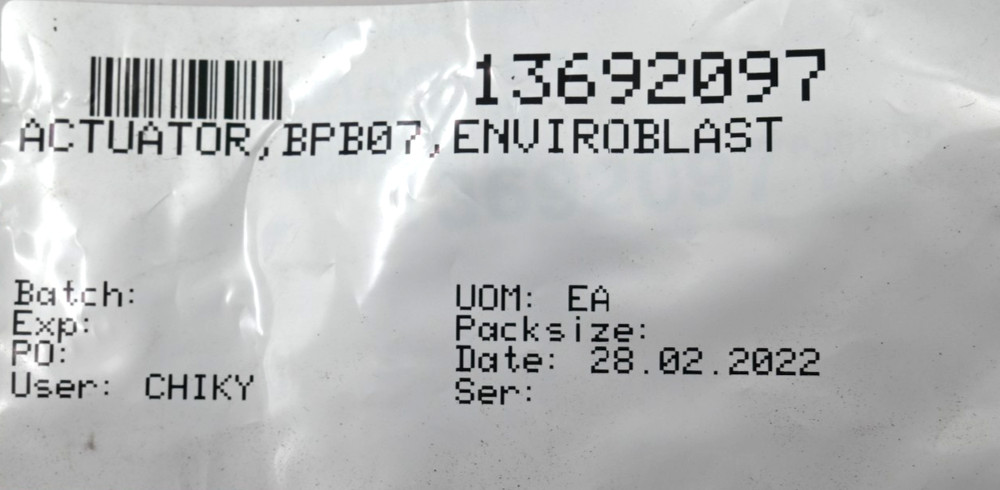 13692097
ACTUATOR,BPB07,ENVIROBLAST
Batch:
Exp:
PO:
User: CHIKY
UOM: EA
Packsize:
Date: 28.02.2022
Ser: